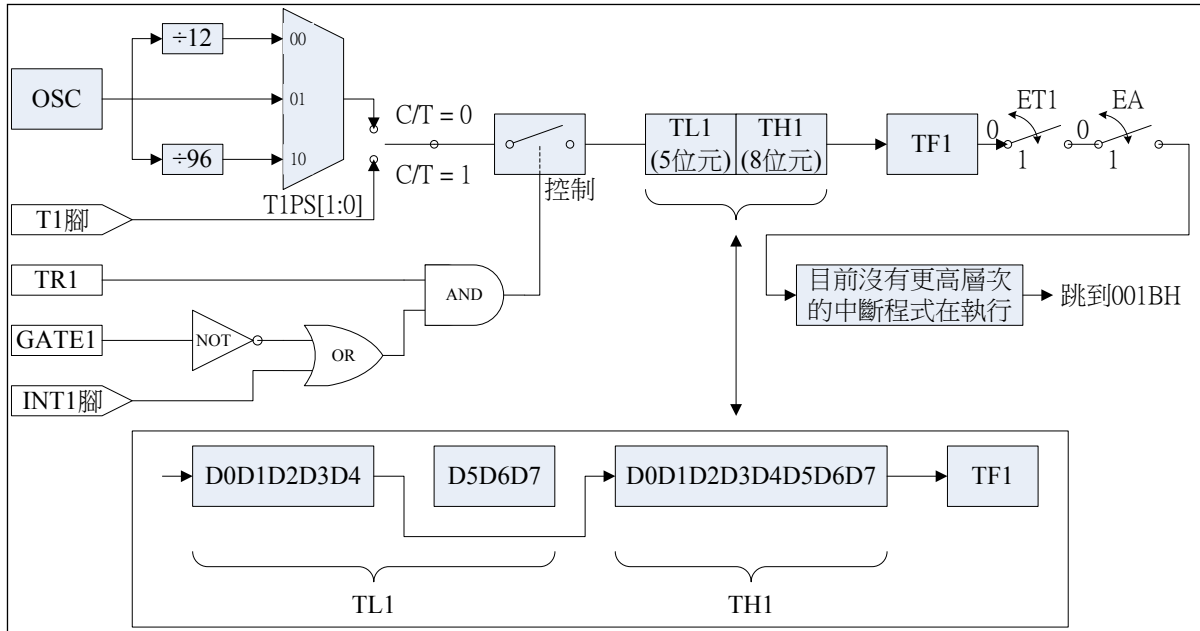 ÷12
00
OSC
01
÷96
10
T1PS[1:0]
C/T = 0
C/T = 1
T1腳
控制
TL1
(5位元)
TH1
(8位元)
TF1
0
ET1
1
0
EA
1
TR1
AND
GATE1
NOT
OR
INT1腳
目前沒有更高層次
的中斷程式在執行
跳到001BH
D0D1D2D3D4
D5D6D7
D0D1D2D3D4D5D6D7
TF1
TL1
TH1